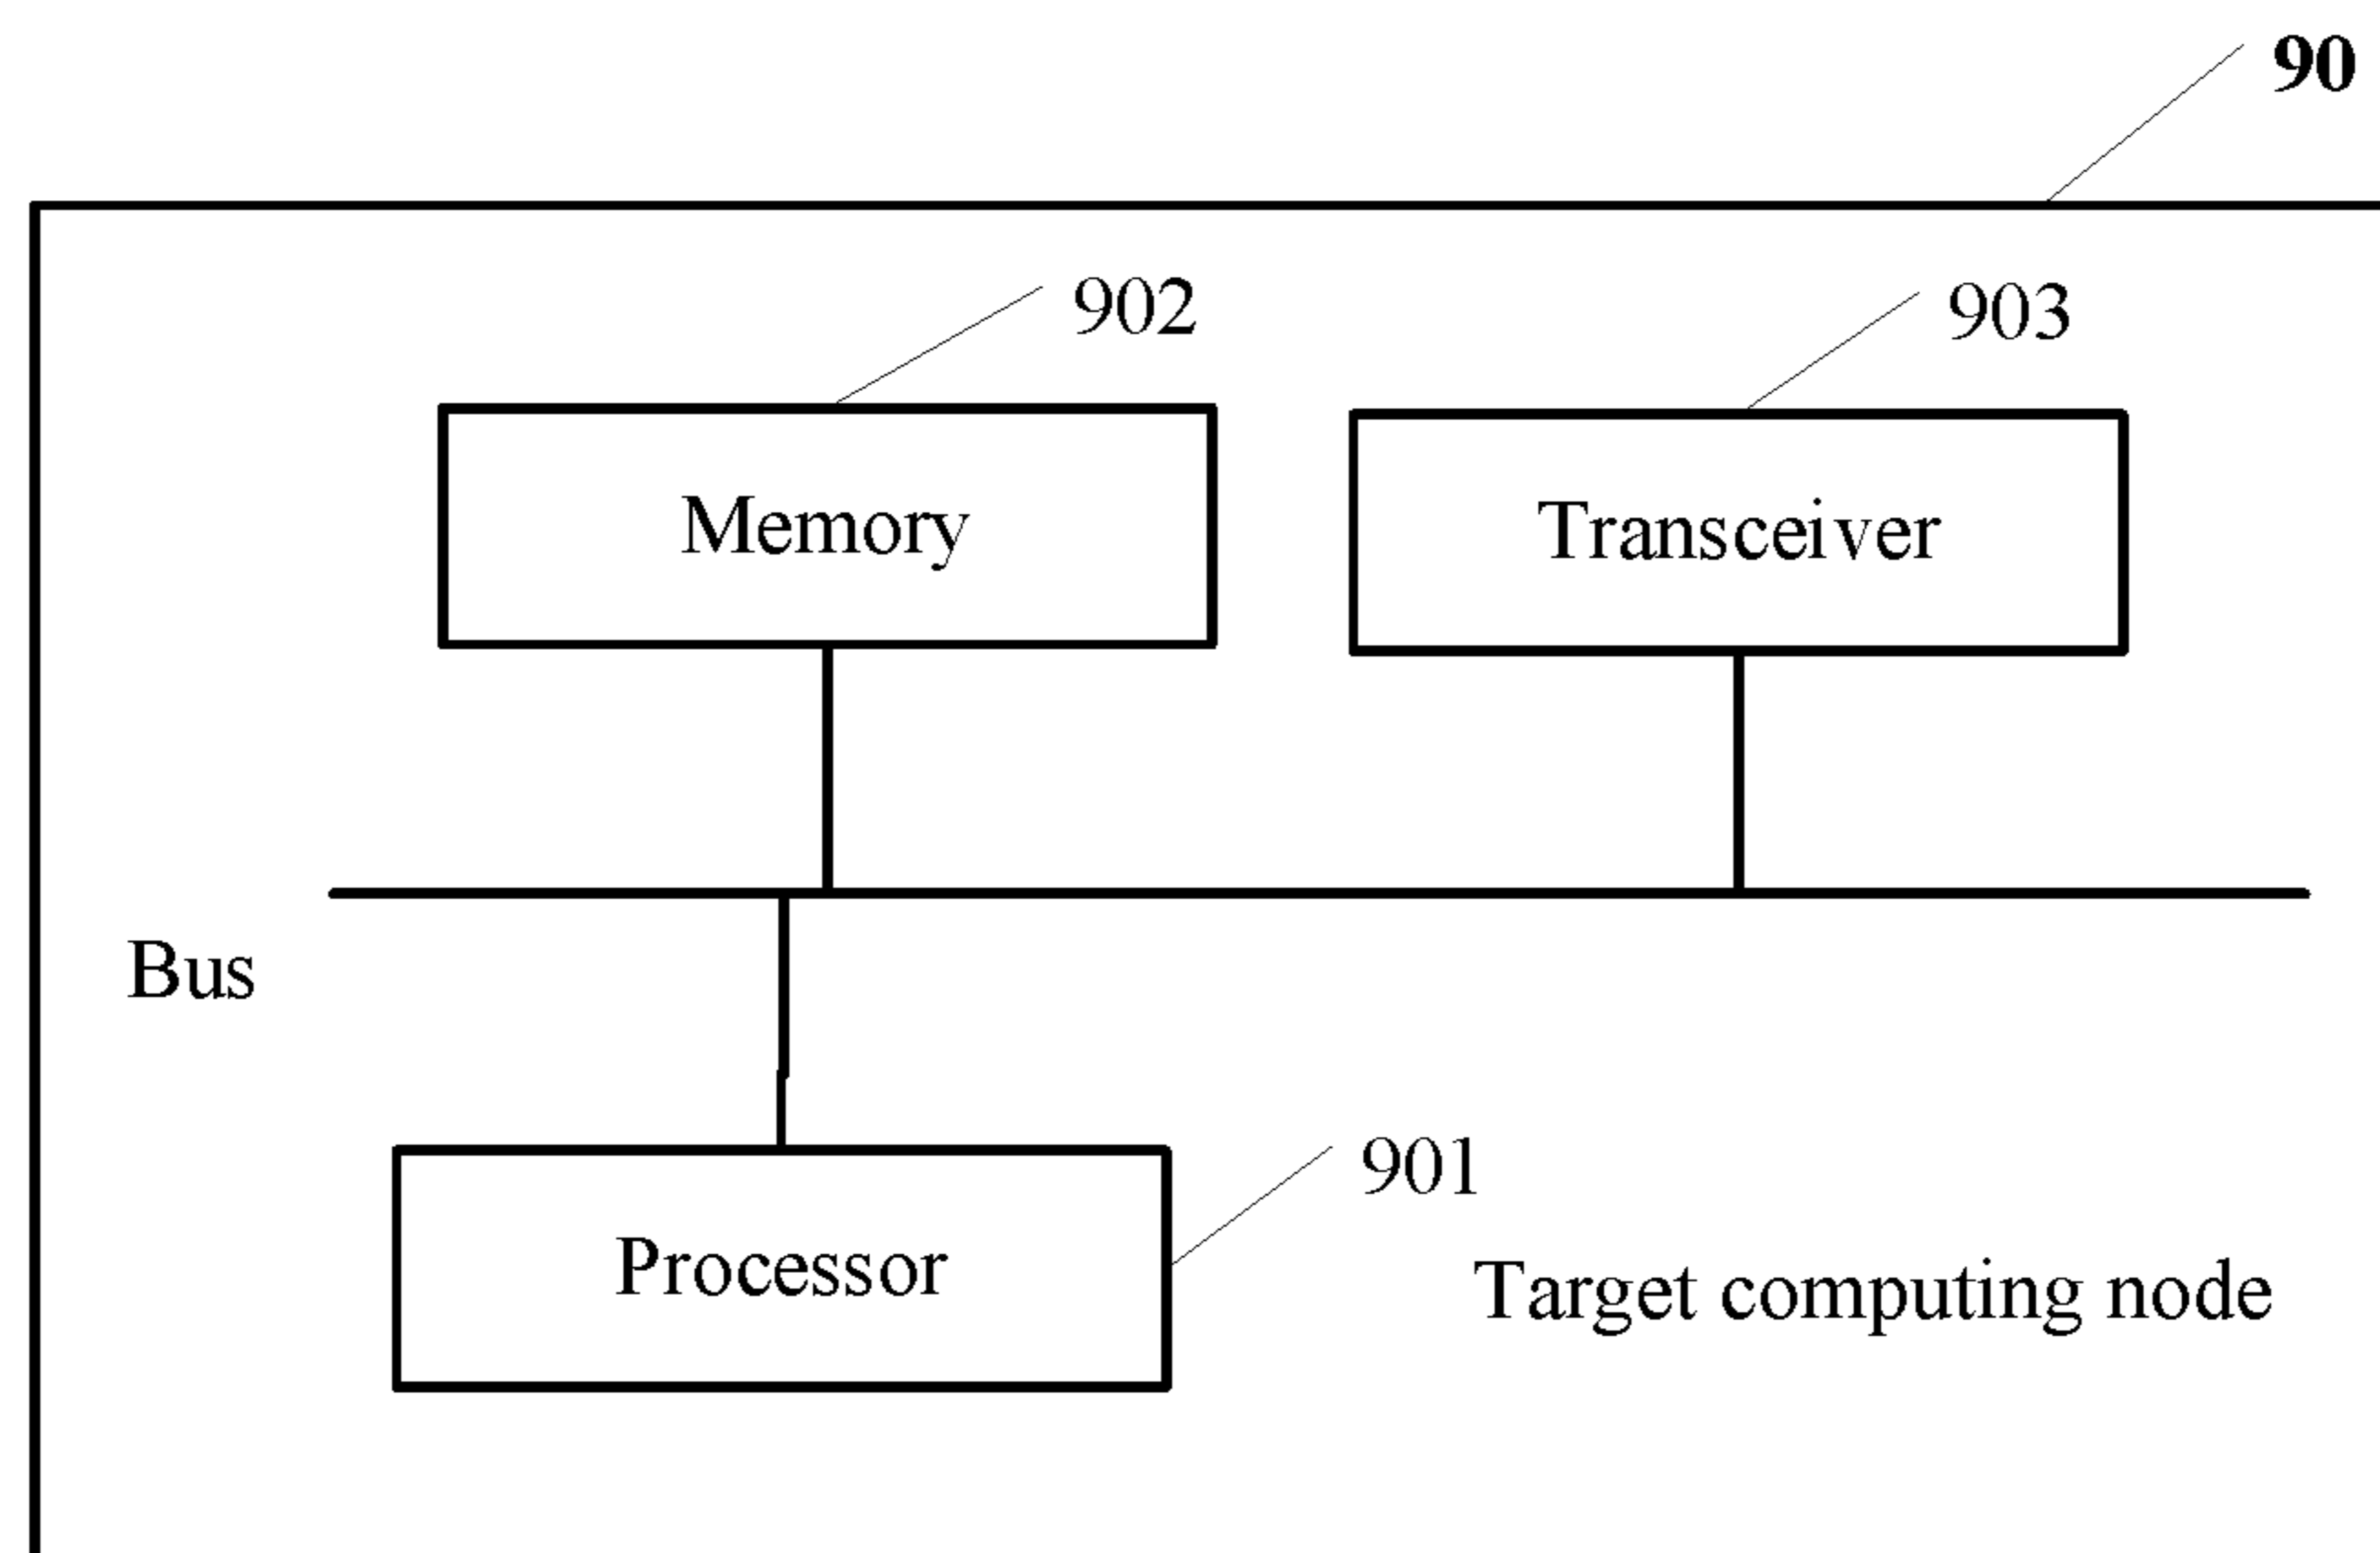 90
902
903
Memory
Transceiver
Bus
901
Processor
Target computing node